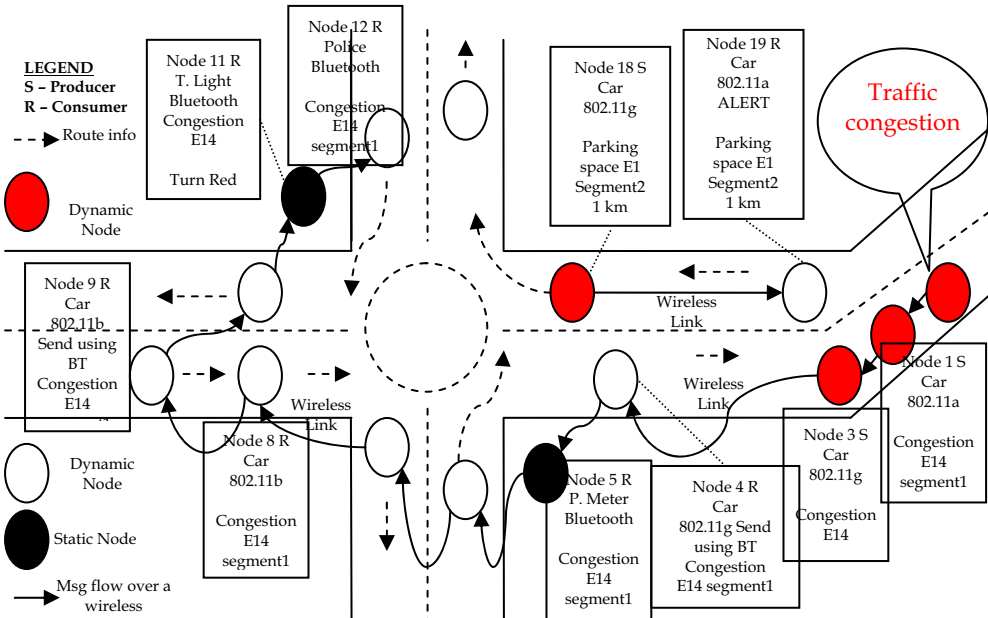 LEGEND
S – Producer
R – Consumer
Route info
Dynamic
Node
Node 11 R
T. Light
Bluetooth
Congestion
E14
Turn Red
Node 12 R
Police
Bluetooth
Congestion
E14
segment1
Node 18 S
Car
802.11g
Parking
space E1
Segment2
1 km
Node 19 R
Car
802.11a
ALERT
Parking
space E1
Segment2
1 km
Traffic
congestion
Node 9 R
Car
802.11b
Send using
BT
Congestion
E14
Wireless
Link
Wireless
Link
Wireless
Link
Node 1 S
Car
802.11a
Congestion
E14
segment1
Node 3 S
Car
802.11g
Congestion
E14
Node 4 R
Car
802.11g Send
using BT
Congestion
E14 segment1
Node 5 R
P. Meter
Bluetooth
Congestion
E14
segment1
Node 8 R
Car
802.11b
Congestion
E14
segment1
Dynamic
Node
Static Node
Msg flow over a
wireless